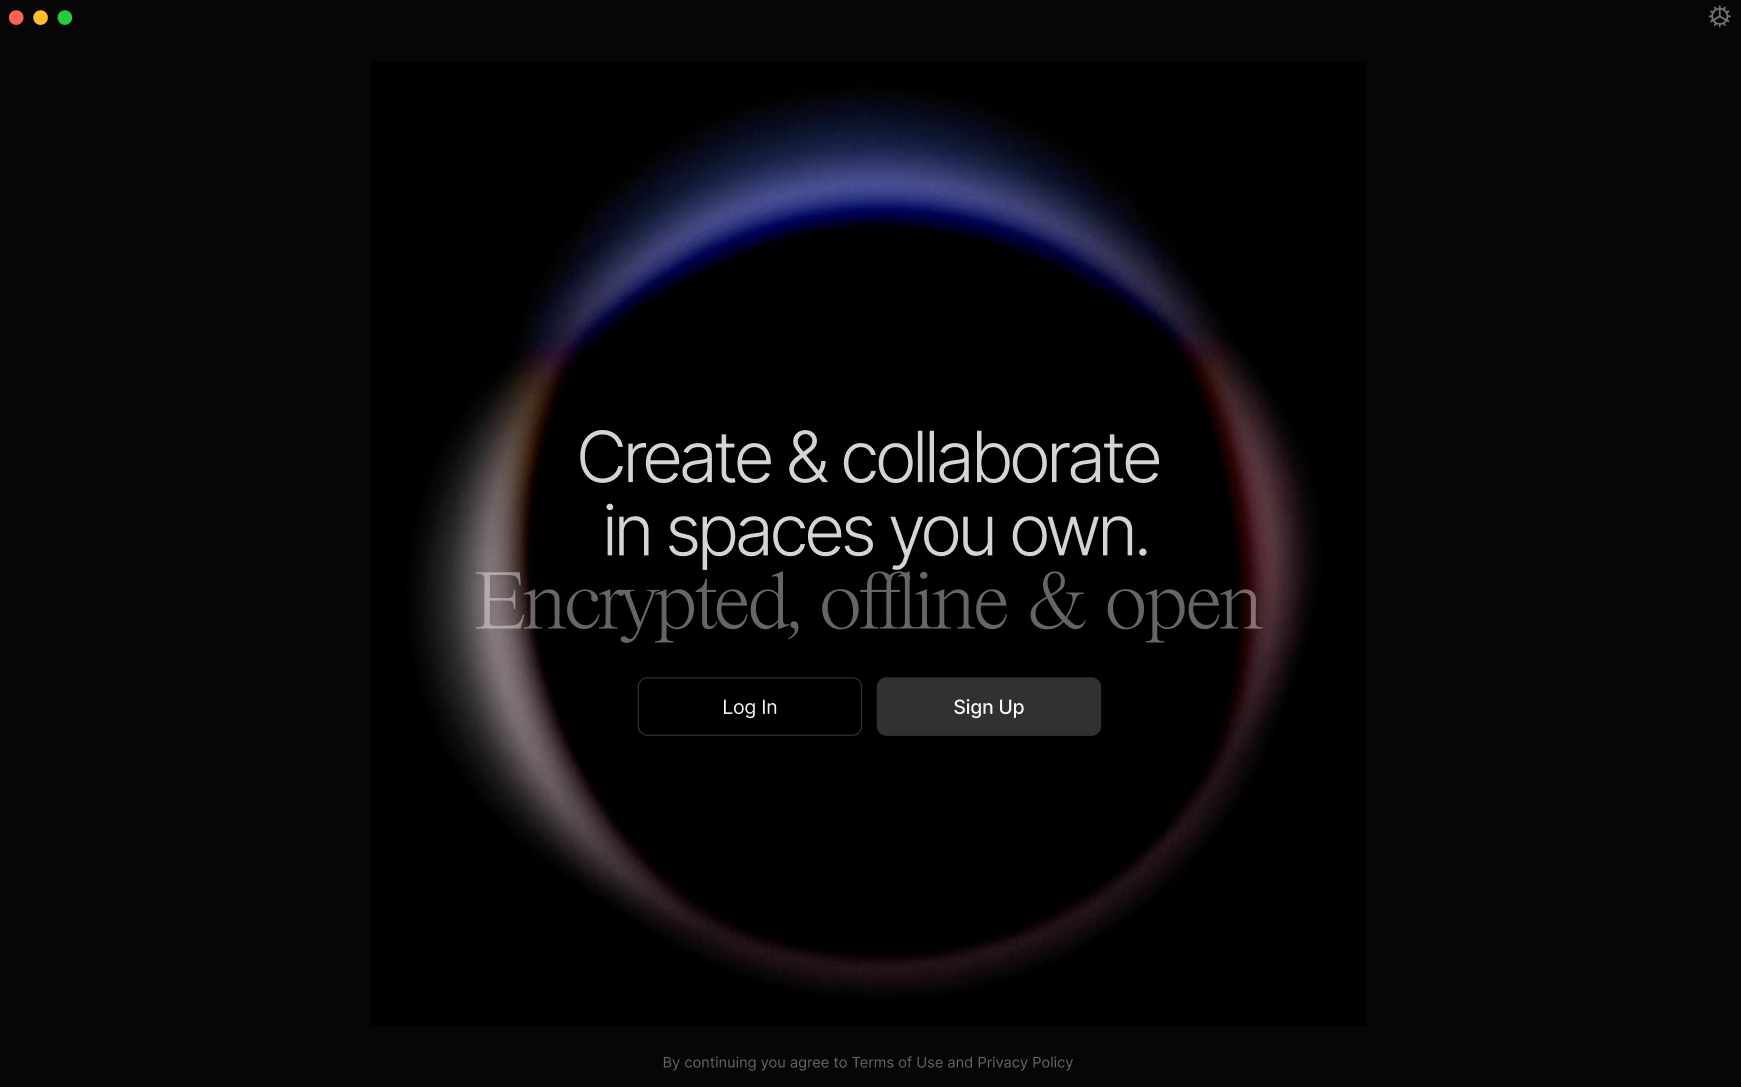 Create & collaborate
in spaces you own.
Encrypted, offline & open
Log In
Sign Up
By continuing you agree to Terms of Use and Privacy Policy